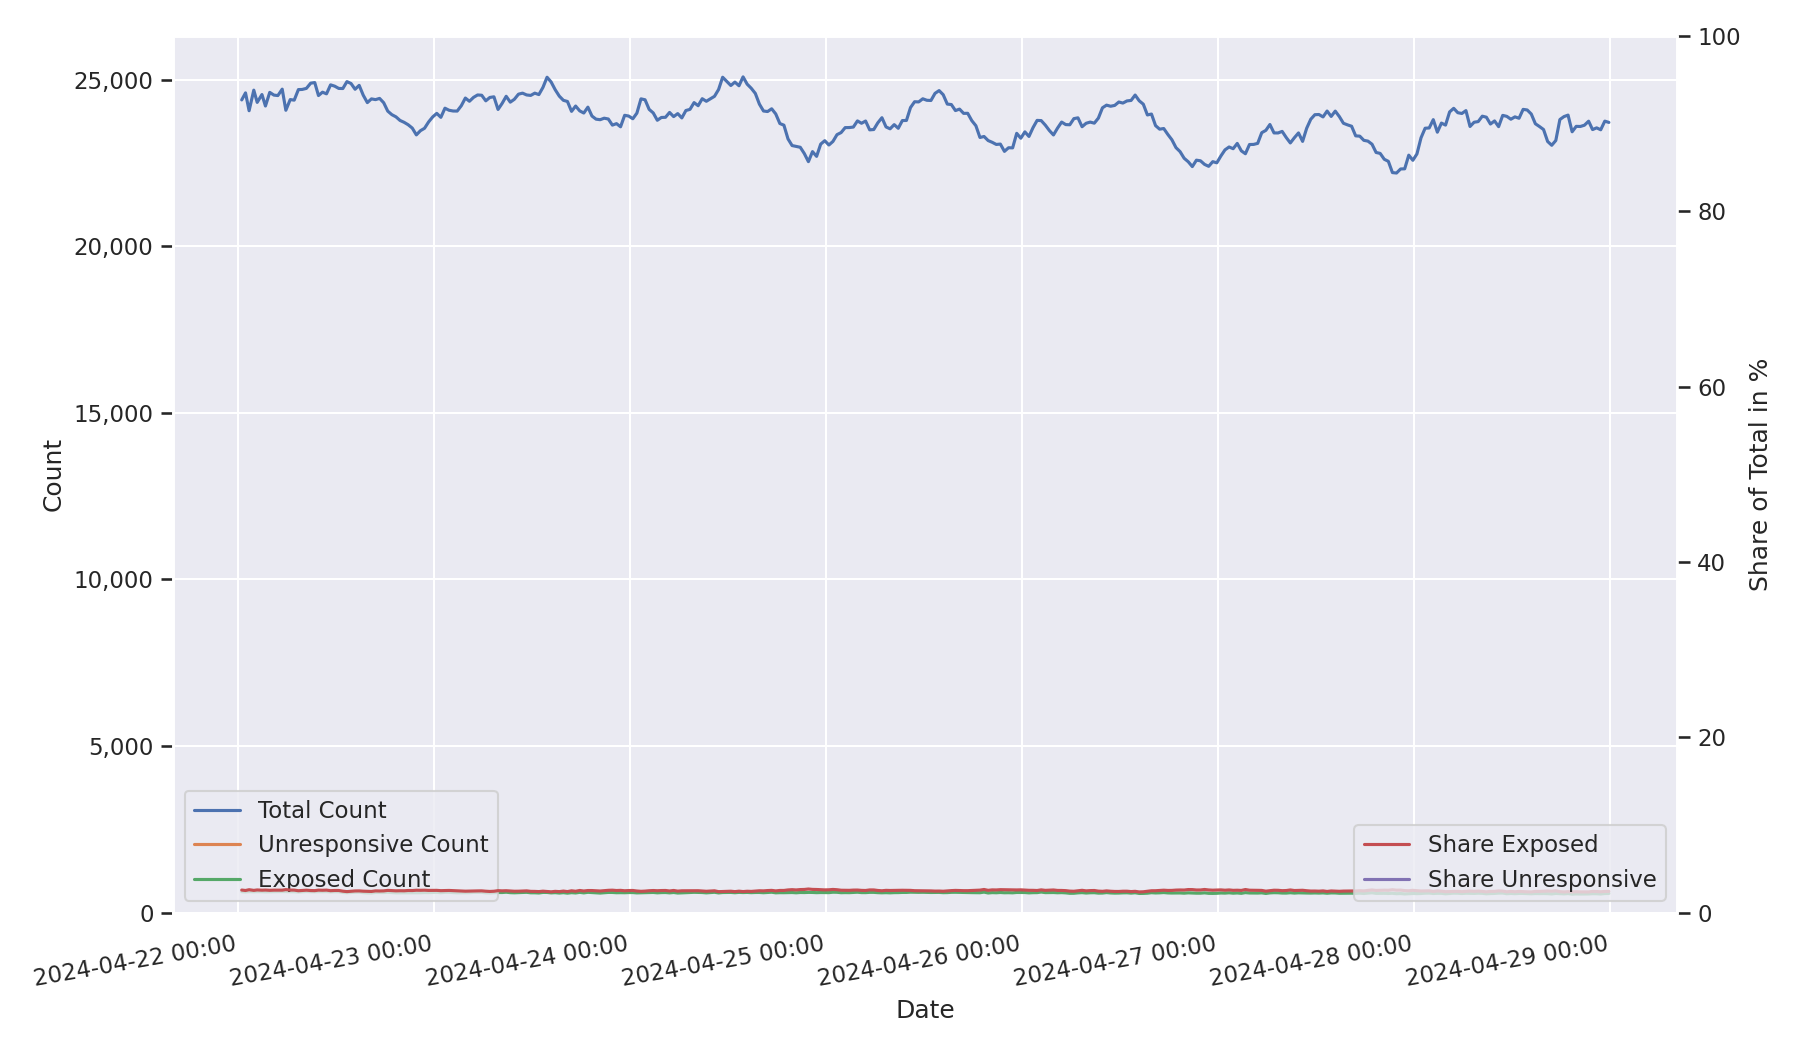 25,000
20,000
15,000
10,000
5,000
0
Count
100
80
60
40
20
0
Share of Total in %
Total Count
Unresponsive Count
Exposed Count
Share Exposed
Share Unresponsive
2024-04-22 00:00
2024-04-23 00:00
2024-04-24 00:00
2024-04-25 00:00
2024-04-26 00:00
2024-04-27 00:00
2024-04-28 00:00
2024-04-29 00:00
Date